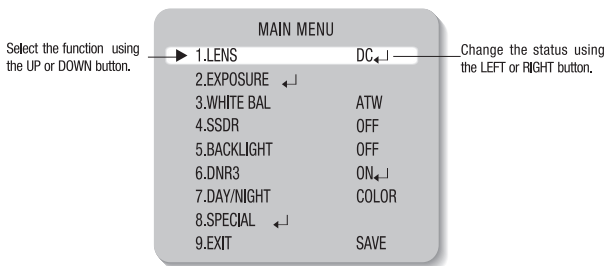 MAIN MENU
Select the function using
the UP or DOWN button.
1.LENS DC↲
Change the status using
the LEFT or RIGHT button.
2.EXPOSURE ↲
3.WHITE BAL ATW
4.SSDR OFF
5.BACKLIGHT OFF
6.DNR3 ON↲
7.DAY/NIGHT COLOR
8.SPECIAL ↲
9.EXIT SAVE